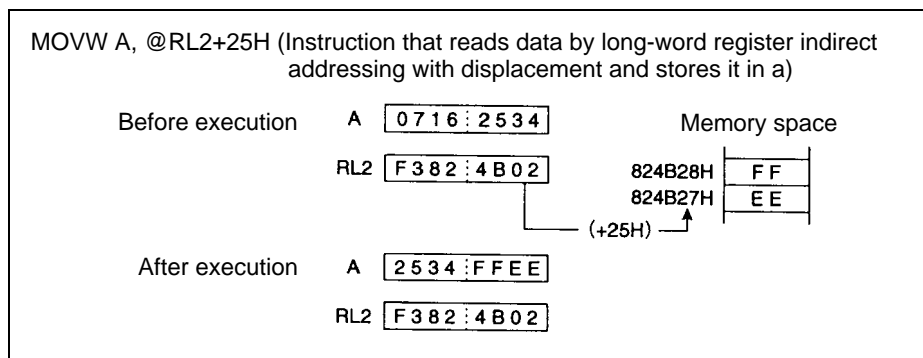 MOVW A, @RL2+25H (Instruction that reads data by long-word register indirect
addressing with displacement and stores it in a)
Before execution A 0716 2534 Memory space
RL2 F382 4B02 824B28H FF
824B27H EE
(+25H)
After execution A 2534 FFEE
RL2 F382 4B02